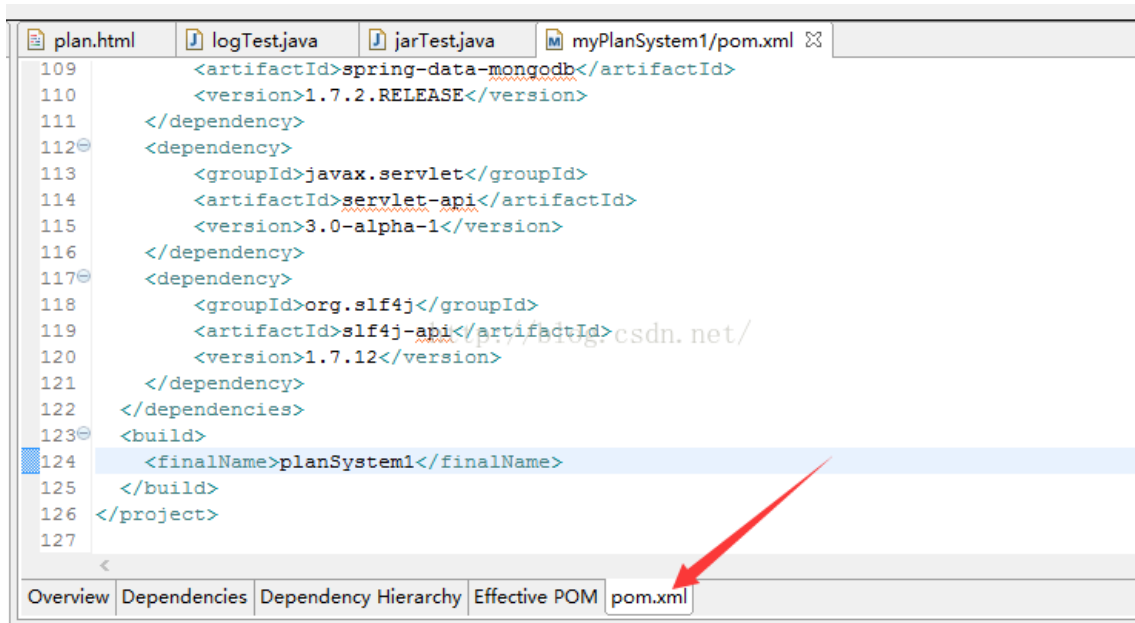 plan.html logTest.java jarTest.java myPlanSystem1/pom.xml
109 <artifactId>spring-data-mongodb</artifactId>
110 <version>1.7.2.RELEASE</version>
111 </dependency>
112 <dependency>
113 <groupId>javax.servlet</groupId>
114 <artifactId>servlet-api</artifactId>
115 <version>3.0-alpha-1</version>
116 </dependency>
117 <dependency>
118 <groupId>org.slf4j</groupId>
119 <artifactId>slf4j-api</artifactId>
http://blog.csdn.net/
120 <version>1.7.12</version>
121 </dependency>
122 </dependencies>
123 <build>
124 <finalName>planSystem1</finalName>
125 </build>
126 </project>
127
Overview Dependencies Dependency Hierarchy Effective POM pom.xml